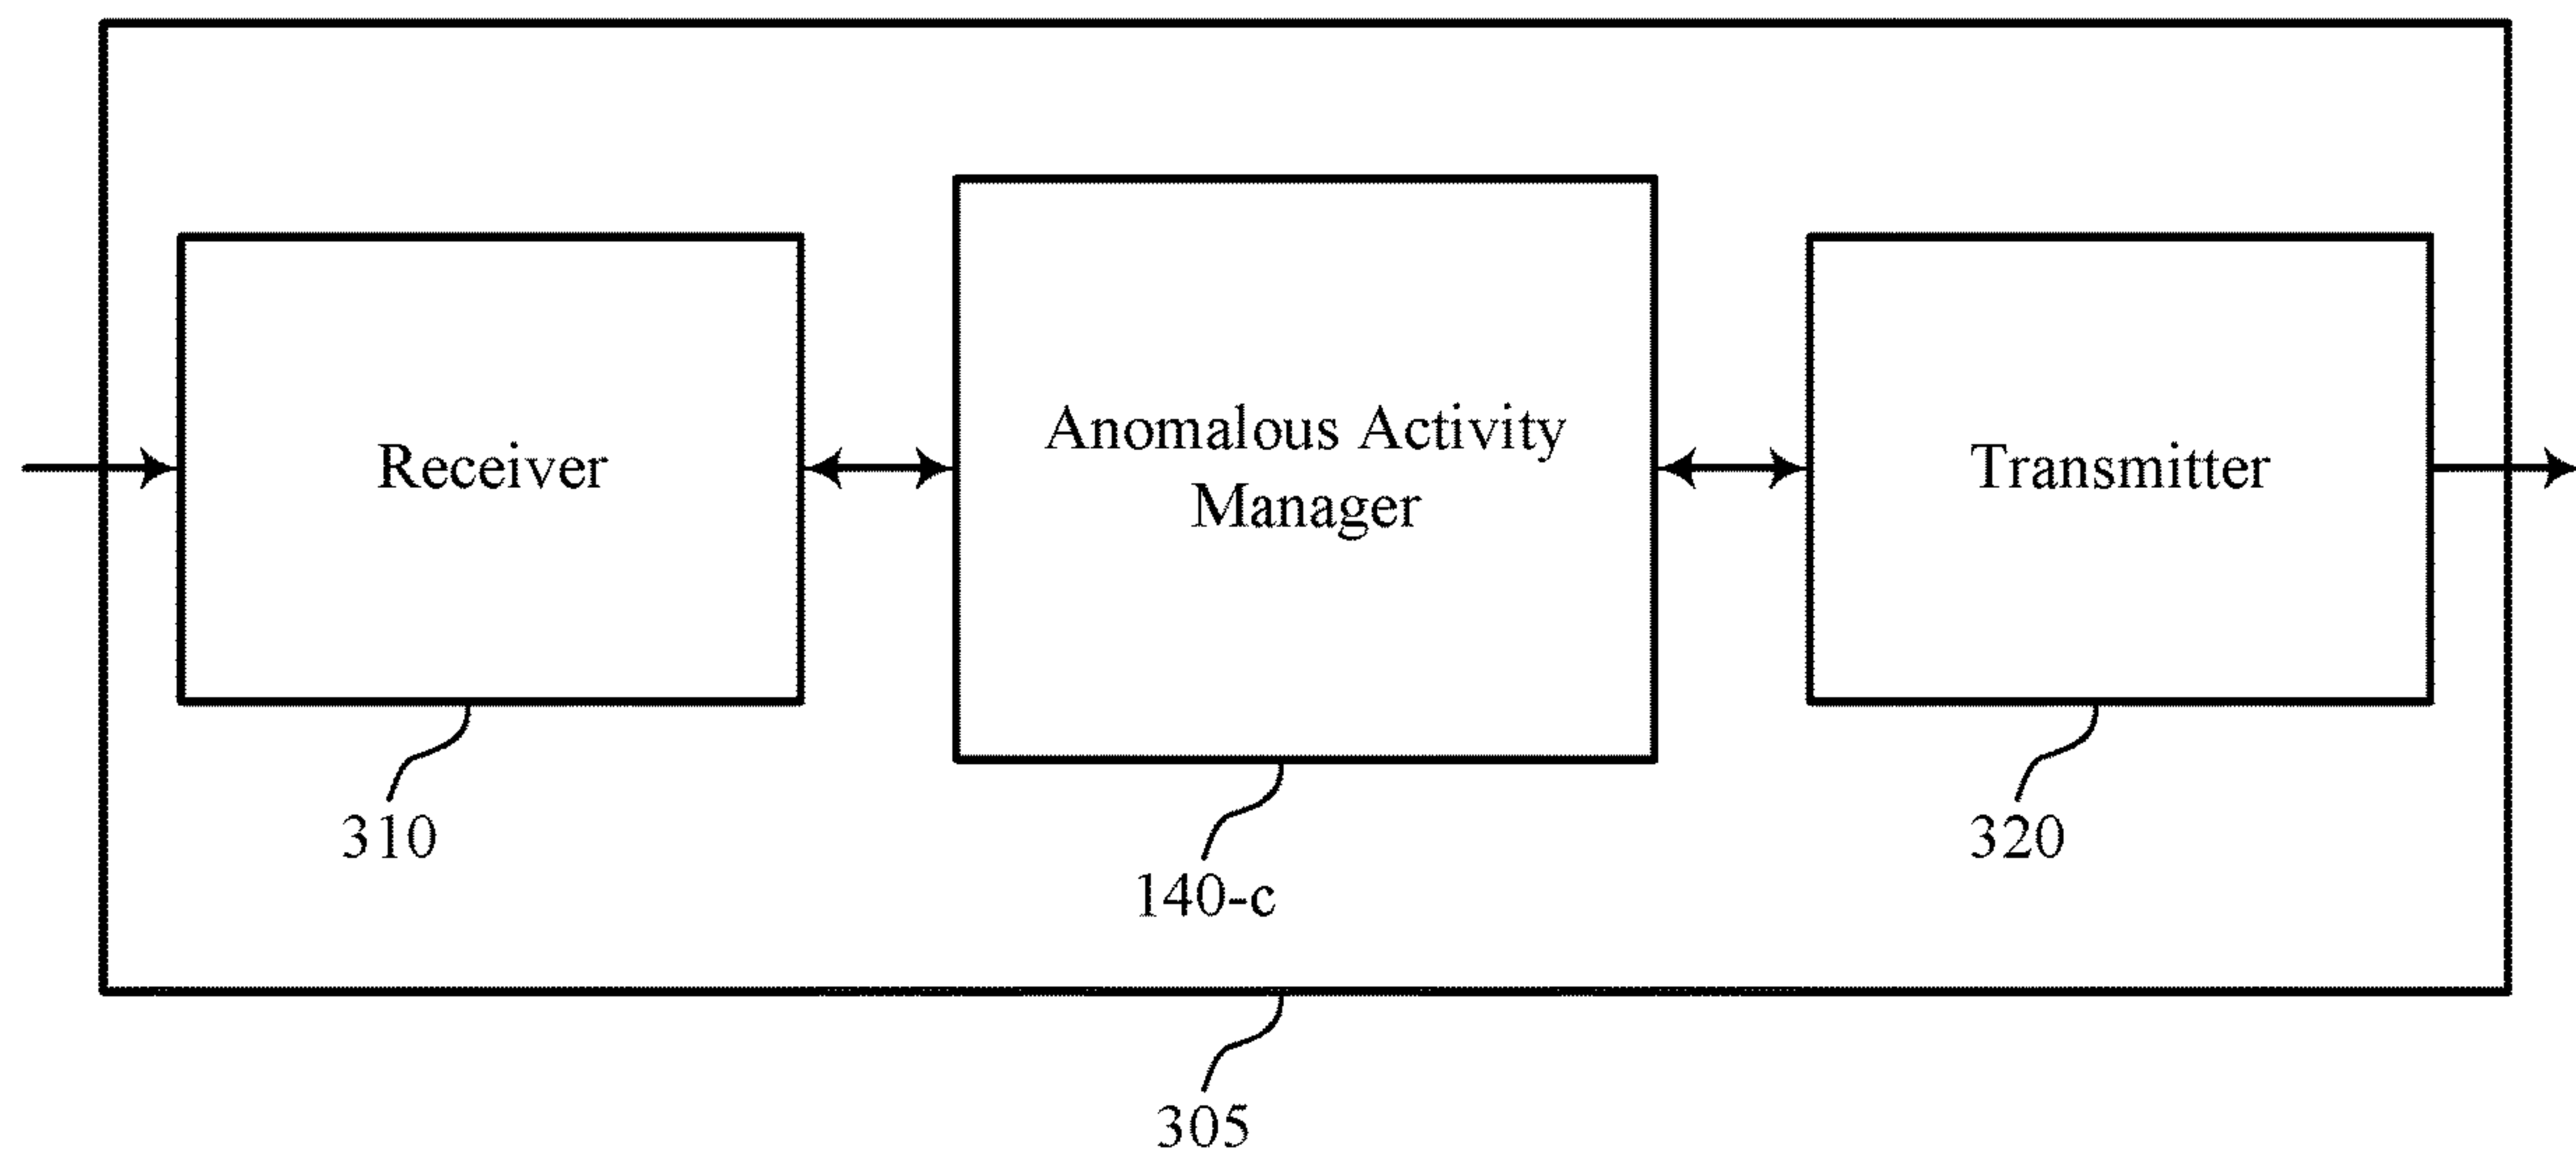 Receiver
Anomalous Activity
Manager
Transmitter
310
140-c
320
305